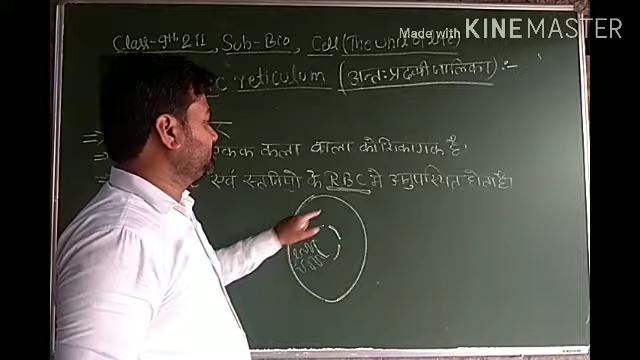 Made with KINEMASTER
Class-9th & 11, Sub-Bio, Cell (The unit of life)
C reticulum (अन्तःप्रद्रव्यी जालिका) :-
एकक कला वाला कोशिकांगक है।
एवं स्तनियो के RBC मे अनुपस्थित होता है।